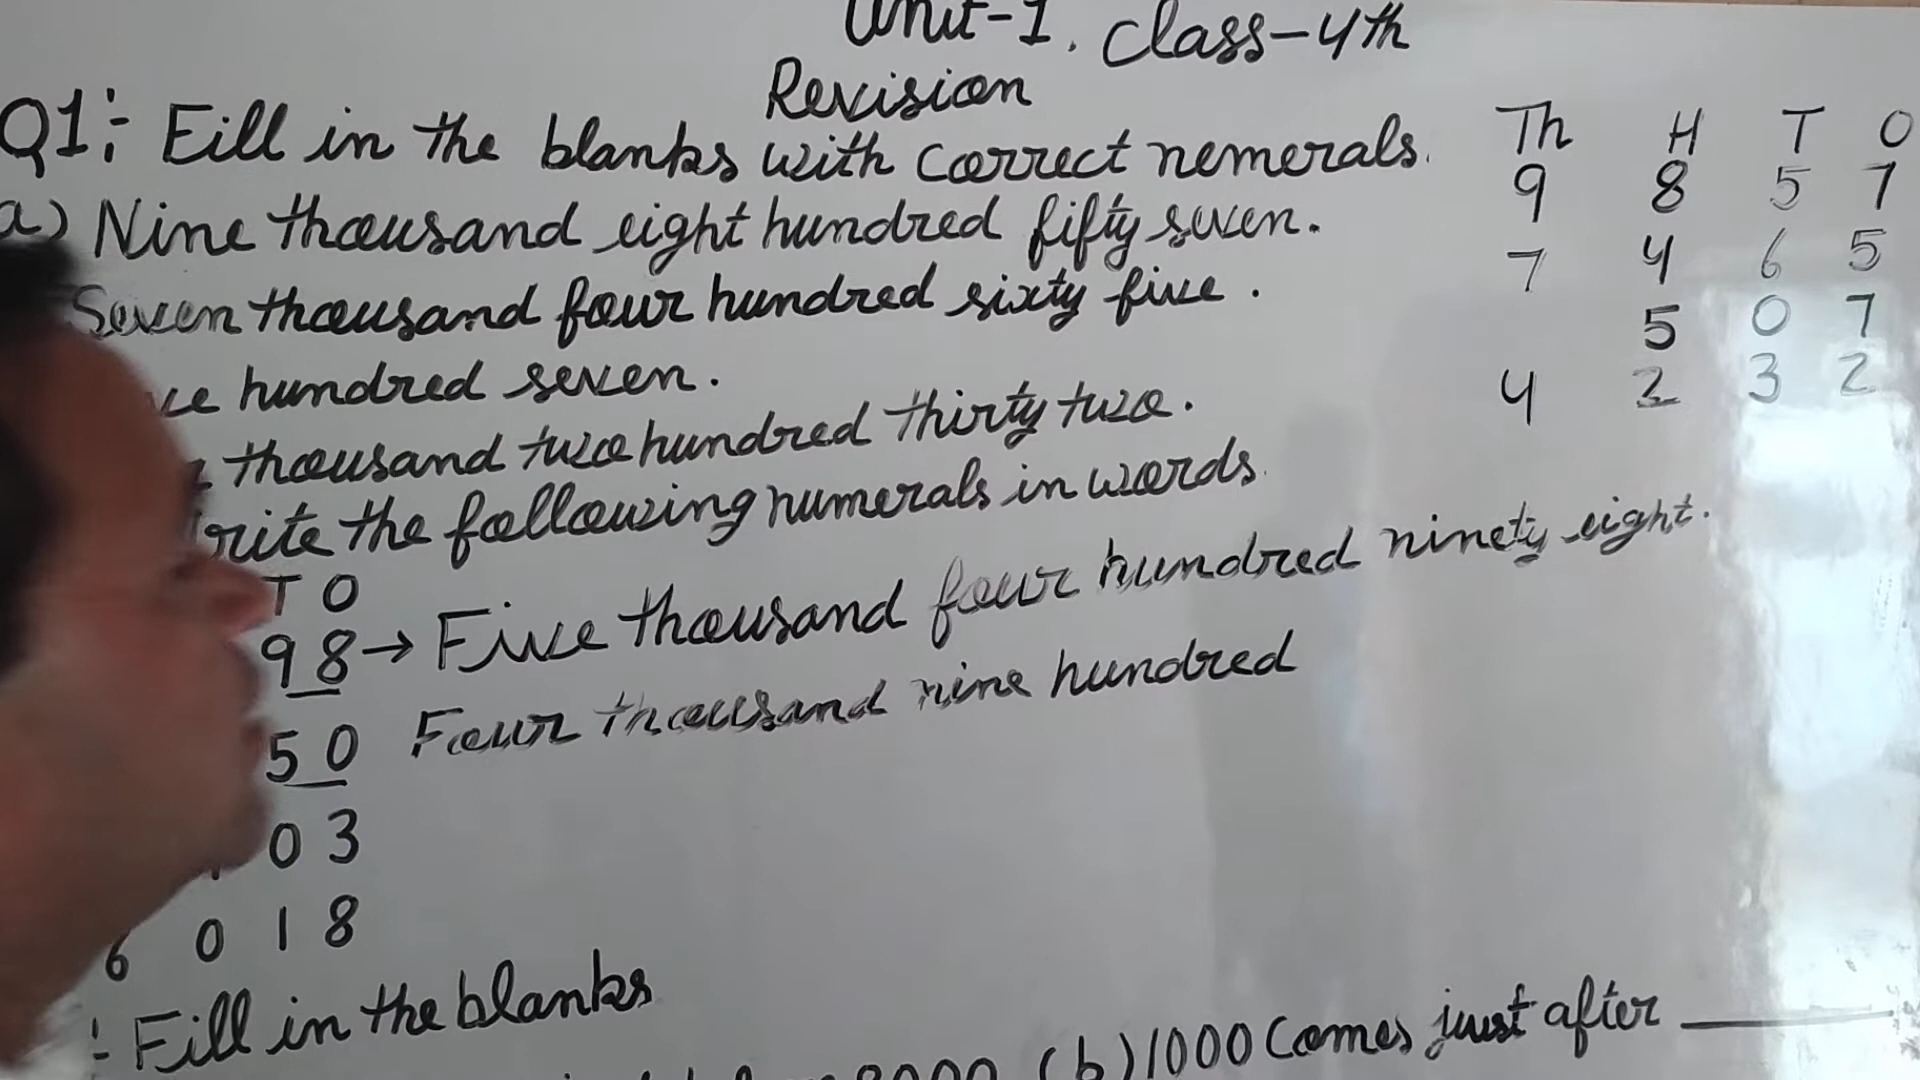 Unit-1. Class-4th
Revision
Q1:- Fill in the blanks with correct nemerals. Th H T O
a) Nine thousand eight hundred fifty seven. 9 8 5 7
Seven thousand four hundred sixty five. 7 4 6 5
hundred seven. 5 0 7
thousand two hundred thirty two. 4 2 3 2
the following numerals in words.
T O
98 → Five thousand four hundred ninety eight.
50 Four thousand nine hundred
03
6 0 1 8
:- Fill in the blanks
(b) 1000 Comes just after ________